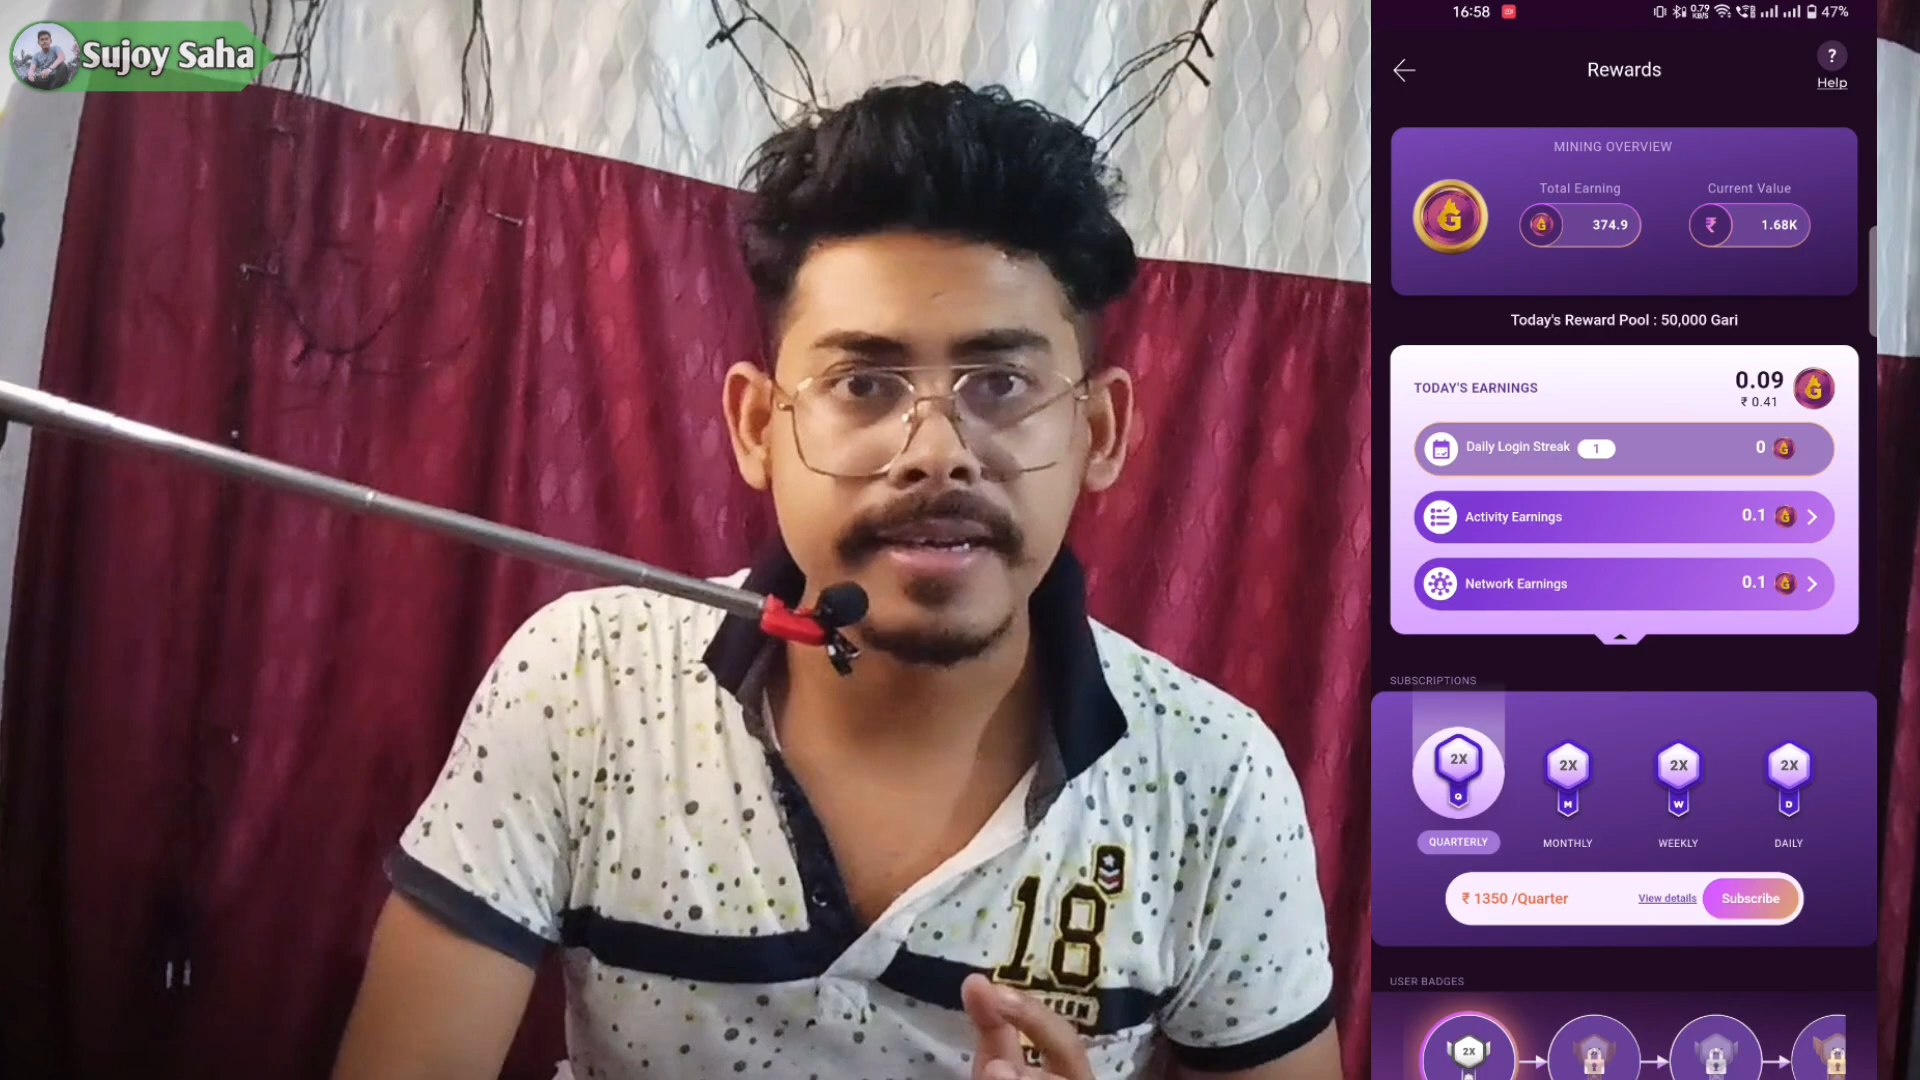 Sujoy Saha
16:58
0.79
KB/S
47%
Rewards
?
Help
MINING OVERVIEW
Total Earning
Current Value
G
G
374.9
₹
1.68K
Today's Reward Pool : 50,000 Gari
TODAY'S EARNINGS
0.09
₹ 0.41
G
Daily Login Streak
1
0
G
Activity Earnings
0.1
G
Network Earnings
0.1
G
SUBSCRIPTIONS
2X
Q
2X
M
2X
W
2X
D
QUARTERLY
MONTHLY
WEEKLY
DAILY
₹ 1350 /Quarter
View details
Subscribe
USER BADGES
2X
18